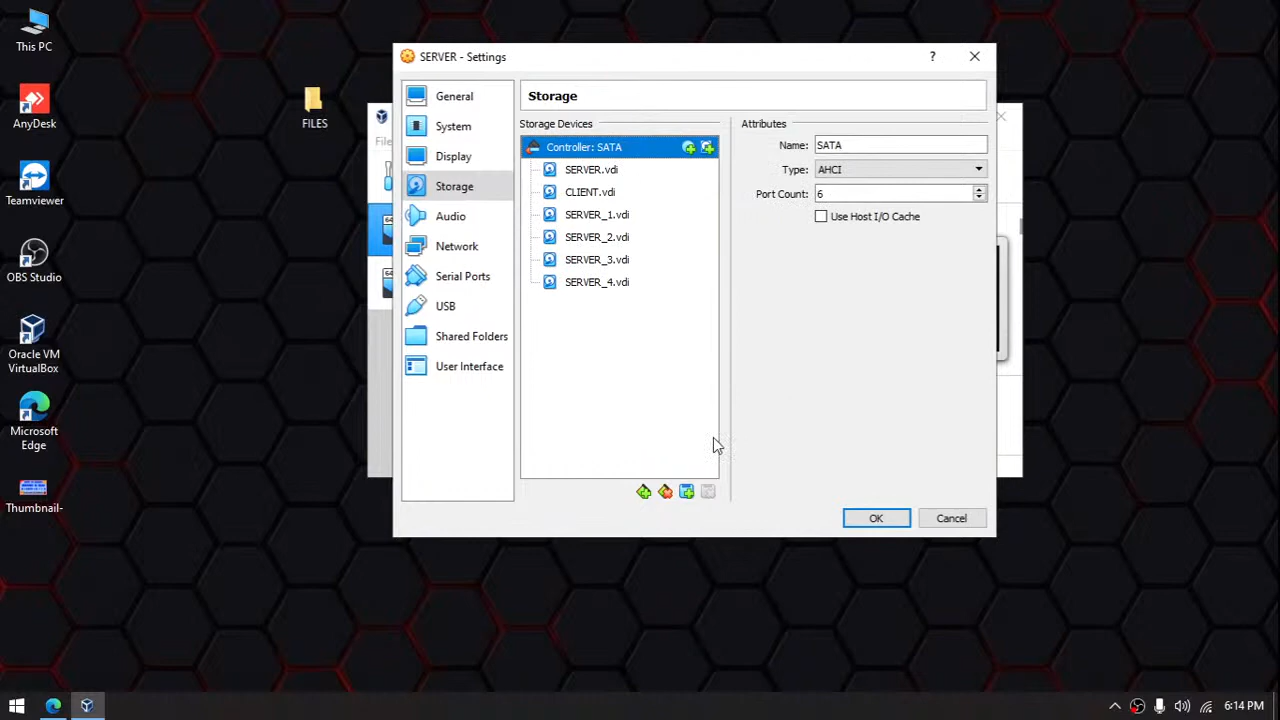 This PC
AnyDesk
Teamviewer
OBS Studio
Oracle VM
VirtualBox
Microsoft
Edge
Thumbnail-
FILES
File
SERVER - Settings
?
General
System
Display
Storage
Audio
Network
Serial Ports
USB
Shared Folders
User Interface
Storage
Storage Devices
Controller: SATA
SERVER.vdi
CLIENT.vdi
SERVER_1.vdi
SERVER_2.vdi
SERVER_3.vdi
SERVER_4.vdi
Attributes
Name: SATA
Type: AHCI
Port Count: 6
Use Host I/O Cache
OK
Cancel
6:14 PM